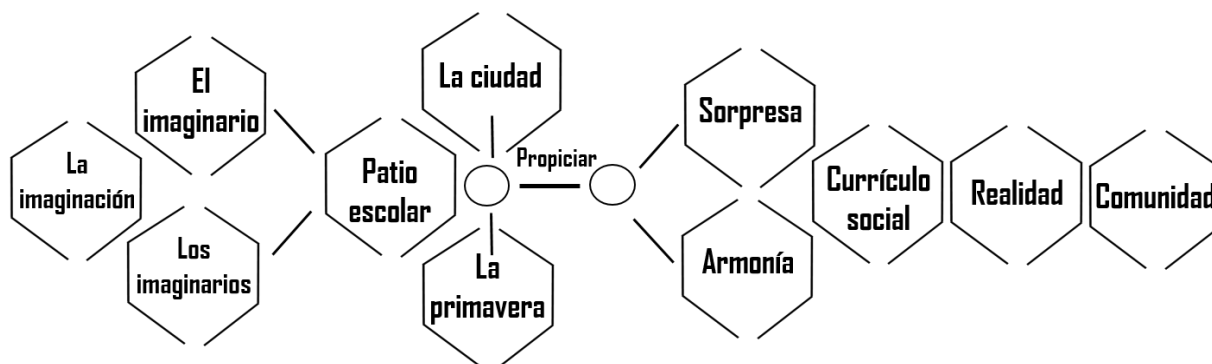 La
imaginación
El
imaginario
Los
imaginarios
Patio
escolar
La ciudad
La
primavera
Propiciar
Sorpresa
Armonía
Currículo
social
Realidad
Comunidad